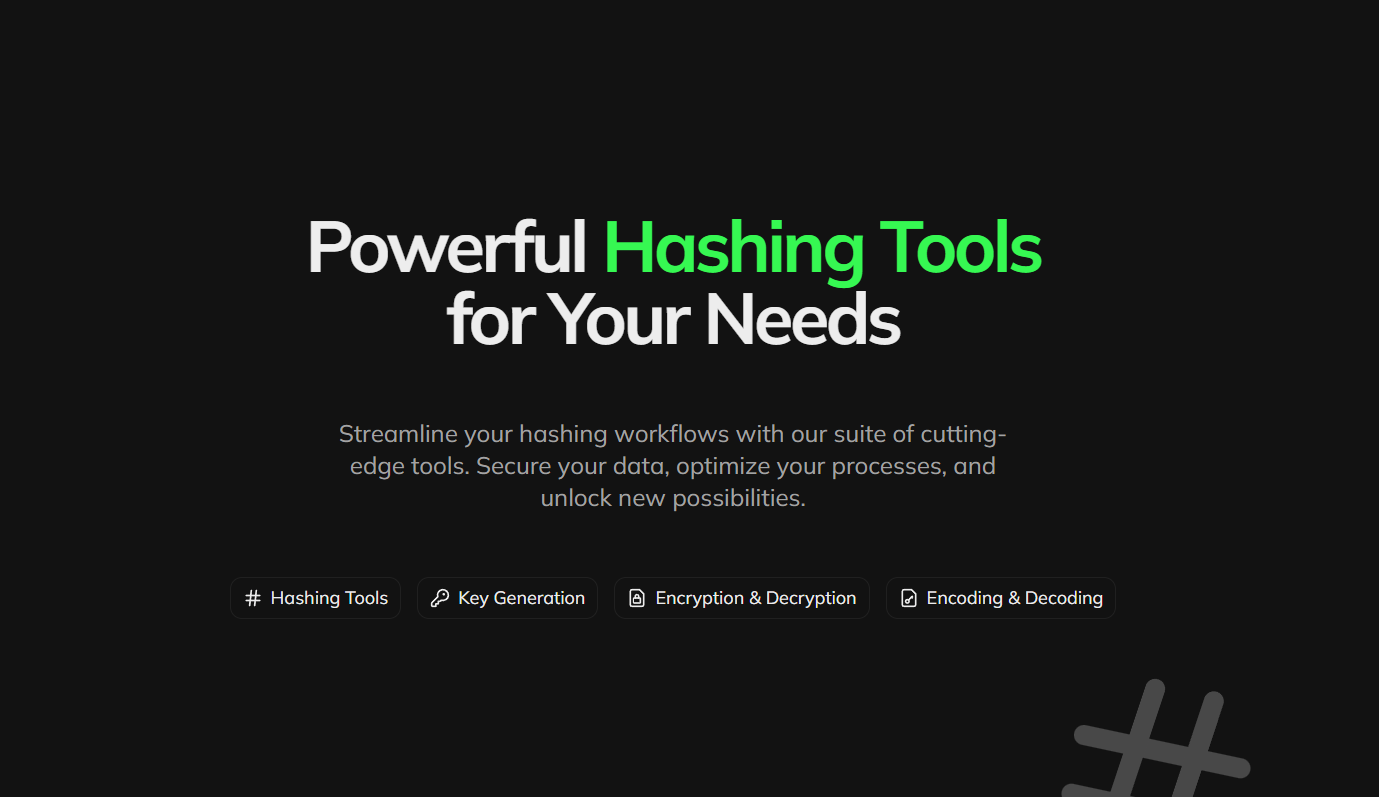 Powerful Hashing Tools
for Your Needs
Streamline your hashing workflows with our suite of cutting-
edge tools. Secure your data, optimize your processes, and
unlock new possibilities.
Hashing Tools
Key Generation
Encryption & Decryption
Encoding & Decoding